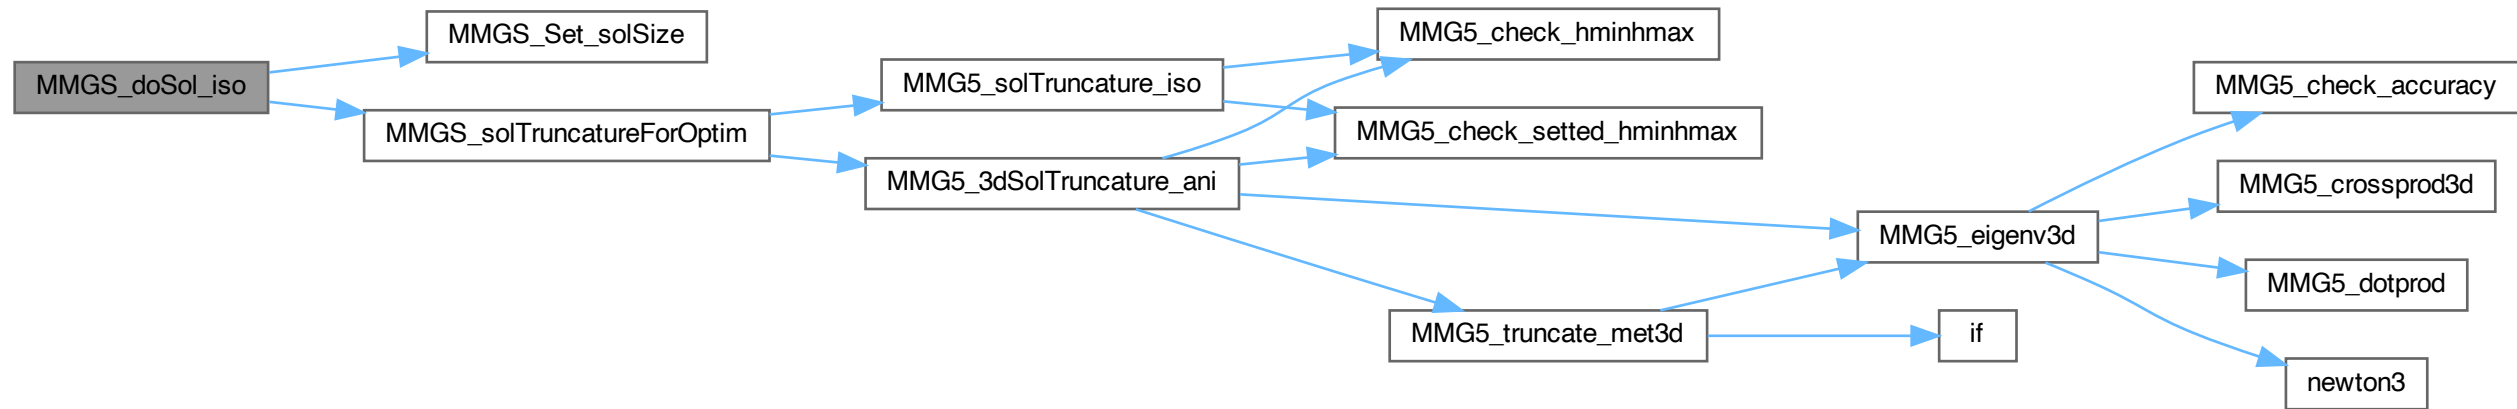 MMGS_doSol_iso
MMGS_Set_solSize
MMGS_solTruncatureForOptim
MMG5_solTruncature_iso
MMG5_3dSolTruncature_ani
MMG5_check_hminhmax
MMG5_check_setted_hminhmax
MMG5_truncate_met3d
MMG5_eigenv3d
if
MMG5_check_accuracy
MMG5_crossprod3d
MMG5_dotprod
newton3